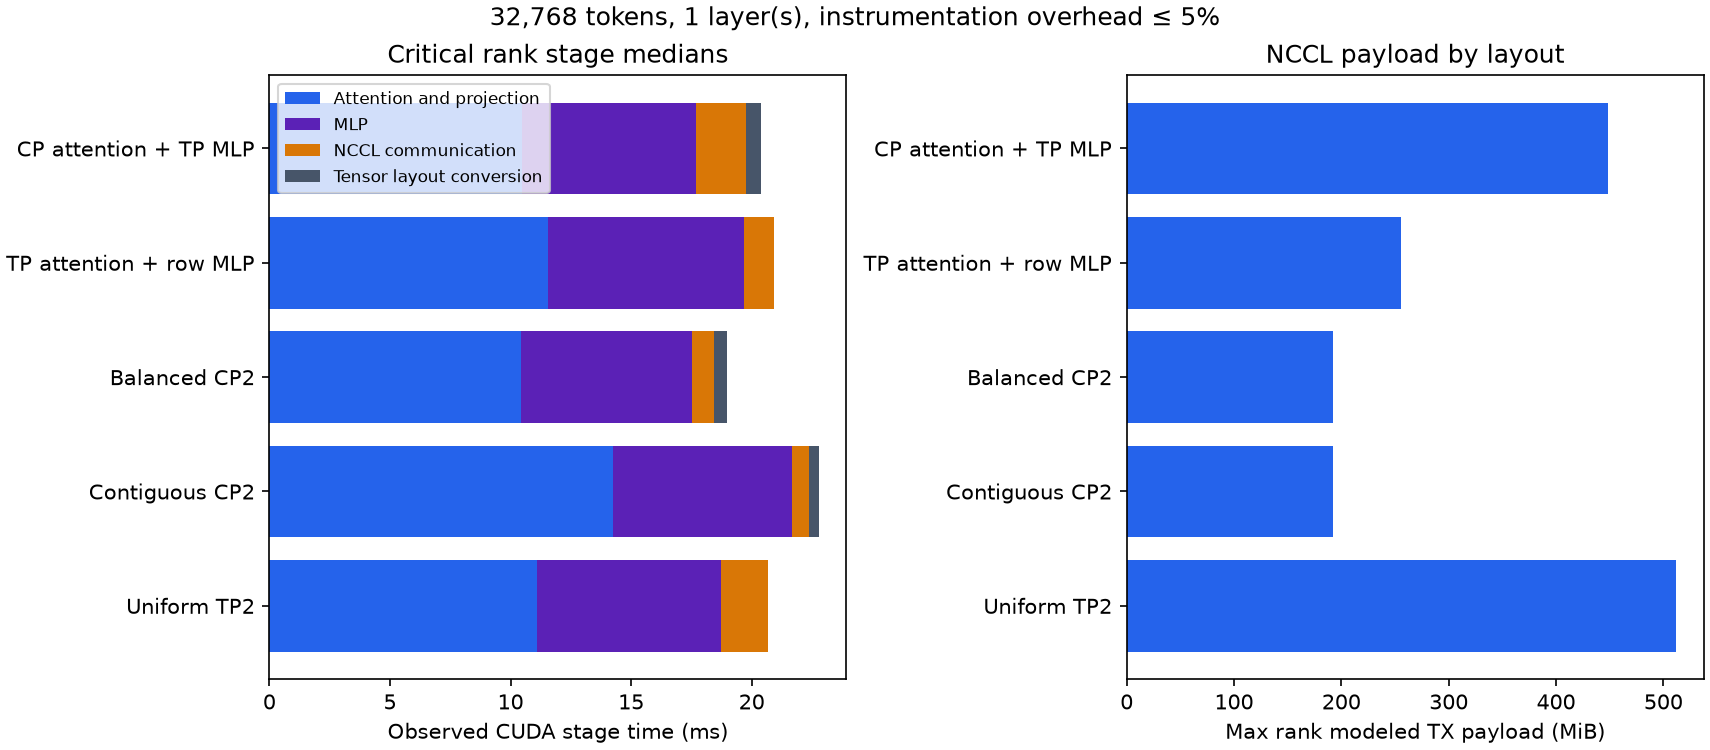 32,768 tokens, 1 layer(s), instrumentation overhead ≤ 5%
Critical rank stage medians
Attention and projection
MLP
NCCL communication
Tensor layout conversion
CP attention + TP MLP
TP attention + row MLP
Balanced CP2
Contiguous CP2
Uniform TP2
0 5 10 15 20
Observed CUDA stage time (ms)
NCCL payload by layout
CP attention + TP MLP
TP attention + row MLP
Balanced CP2
Contiguous CP2
Uniform TP2
0 100 200 300 400 500
Max rank modeled TX payload (MiB)